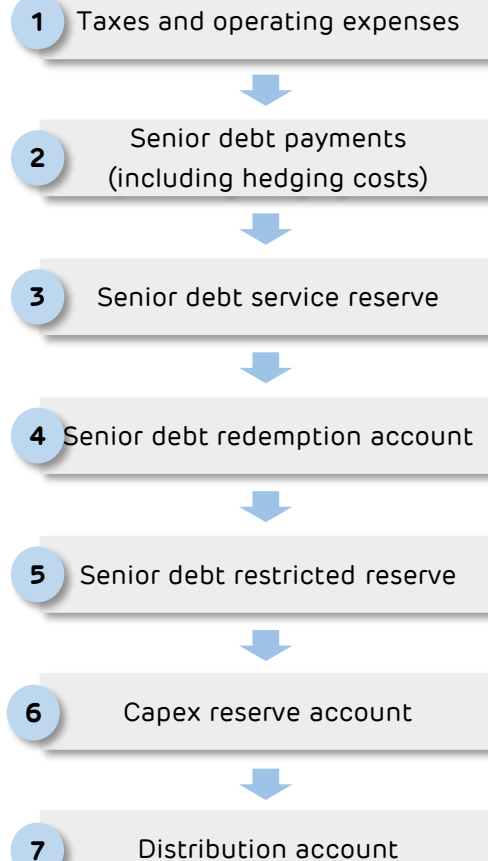 1 Taxes and operating expenses
2 Senior debt payments
(including hedging costs)
3 Senior debt service reserve
4 Senior debt redemption account
5 Senior debt restricted reserve
6 Capex reserve account
7 Distribution account